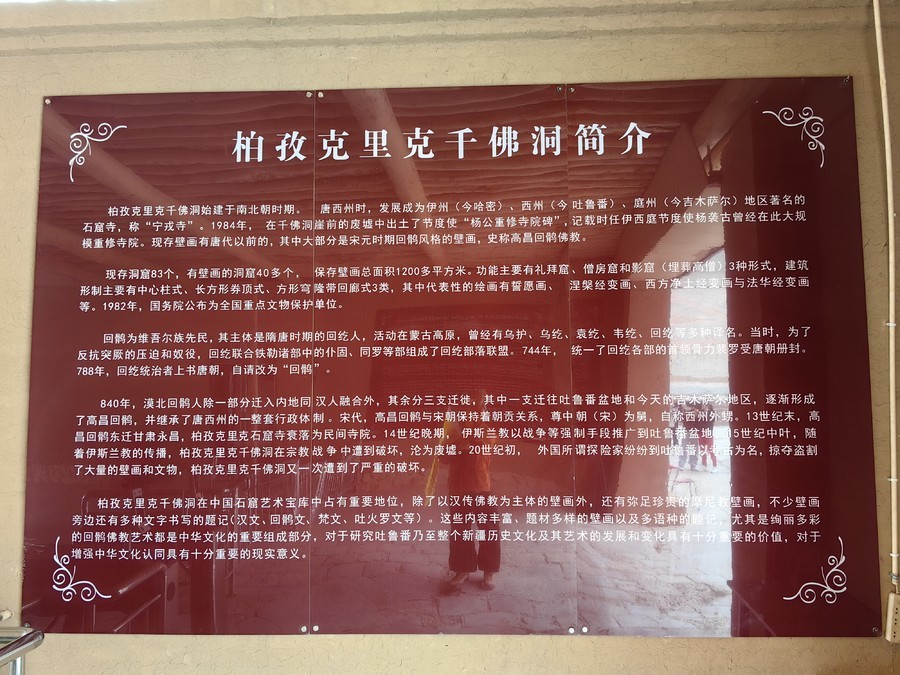 柏孜克里克千佛洞简介
柏孜克里克千佛洞始建于南北朝时期。 唐西州时，发展成为伊州（今哈密）、西州（今 吐鲁番）、庭州（今吉木萨尔）地区著名的
石窟寺，称“宁戎寺”。1984年， 在千佛洞崖前的废墟中出土了节度使“杨公重修寺院碑”，记载时任伊西庭节度使杨袭古曾经在此大规
模重修寺院。现存壁画有唐代以前的，其中大部是宋元时期回鹘风格的壁画，史称高昌回鹘佛教。
现存洞窟83个，有壁画的洞窟40多个， 保存壁画总面积1200多平方米。功能主要有礼拜窟、僧房窟和影窟（埋葬高僧）3种形式，建筑
形制主要有中心柱式、长方形券顶式、方形穹隆带回廊式3类，其中代表性的绘画有誓愿画、 涅槃经变画、西方净土经变画与法华经变画
等。1982年，国务院公布为全国重点文物保护单位。
回鹘为维吾尔族先民，其主体是隋唐时期的回纥人，活动在蒙古高原，曾经有乌护、乌纥、袁纥、韦纥、回纥等多种译名。当时，为了
反抗突厥的压迫和奴役，回纥联合铁勒诸部中的仆固、同罗等部组成了回纥部落联盟。744年， 统一了回纥各部的首领骨力裴罗受唐朝册封。
788年，回纥统治者上书唐朝，自请改为“回鹘”。
840年，漠北回鹘人除一部分迁入内地同汉人融合外，其余分三支迁徙，其中一支迁往吐鲁番盆地和今天的吉木萨尔地区，逐渐形成
了高昌回鹘，并继承了唐西州的一整套行政体制。宋代，高昌回鹘与宋朝保持着朝贡关系，尊中朝（宋）为舅，自称西州外甥。13世纪末，高
昌回鹘东迁甘肃永昌，柏孜克里克石窟寺衰落为民间寺院。14世纪晚期， 伊斯兰教以战争等强制手段推广到吐鲁番盆地。15世纪中叶，随
着伊斯兰教的传播，柏孜克里克千佛洞在宗教战争中遭到破坏，沦为废墟。20世纪初， 外国所谓探险家纷纷到吐鲁番以考古为名，掠夺盗割
了大量的壁画和文物，柏孜克里克千佛洞又一次遭到了严重的破坏。
柏孜克里克千佛洞在中国石窟艺术宝库中占有重要地位，除了以汉传佛教为主体的壁画外，还有弥足珍贵的摩尼教壁画，不少壁画
旁边还有多种文字书写的题记（汉文、回鹘文、梵文、吐火罗文等）。这些内容丰富、题材多样的壁画以及多语种的题记，尤其是绚丽多彩
的回鹘佛教艺术都是中华文化的重要组成部分，对于研究吐鲁番乃至整个新疆历史文化及其艺术的发展和变化具有十分重要的价值，对于
增强中华文化认同具有十分重要的现实意义。